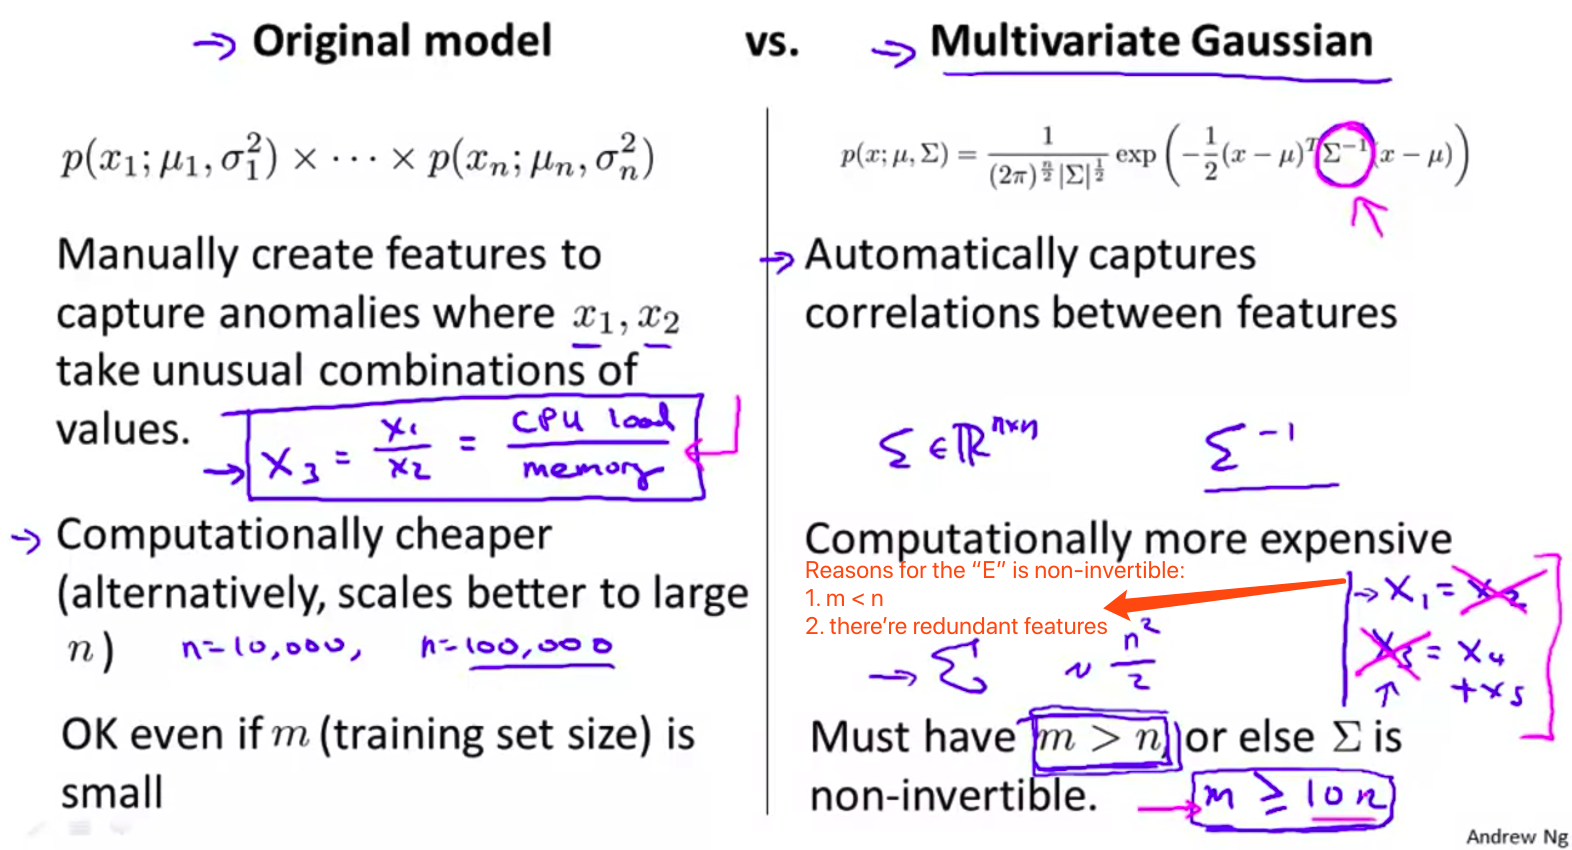 → Original model vs. → Multivariate Gaussian
p(x₁; μ₁, σ₁²) × ⋯ × p(xₙ; μₙ, σₙ²)
Manually create features to
capture anomalies where x₁, x₂
take unusual combinations of
values.
→ x₃ = x₁/x₂ = CPU load/memory
→ Computationally cheaper
(alternatively, scales better to large
n) n=10,000, n=100,000
OK even if m (training set size) is
small
p(x; μ, Σ) = 1/((2π)^(n/2)|Σ|^(1/2)) exp(−1/2(x − μ)ᵀΣ⁻¹(x − μ))
→ Automatically captures
correlations between features
Σ ∈ ℝⁿˣⁿ Σ⁻¹
Computationally more expensive
Reasons for the “E” is non-invertible:
1. m < n
2. there're redundant features
→ x₁ = x₂
x₃ = x₄
+x₅
→ Σ ~ n²/2
Must have m > n, or else Σ is
non-invertible. → m ≥ 10n
Andrew Ng